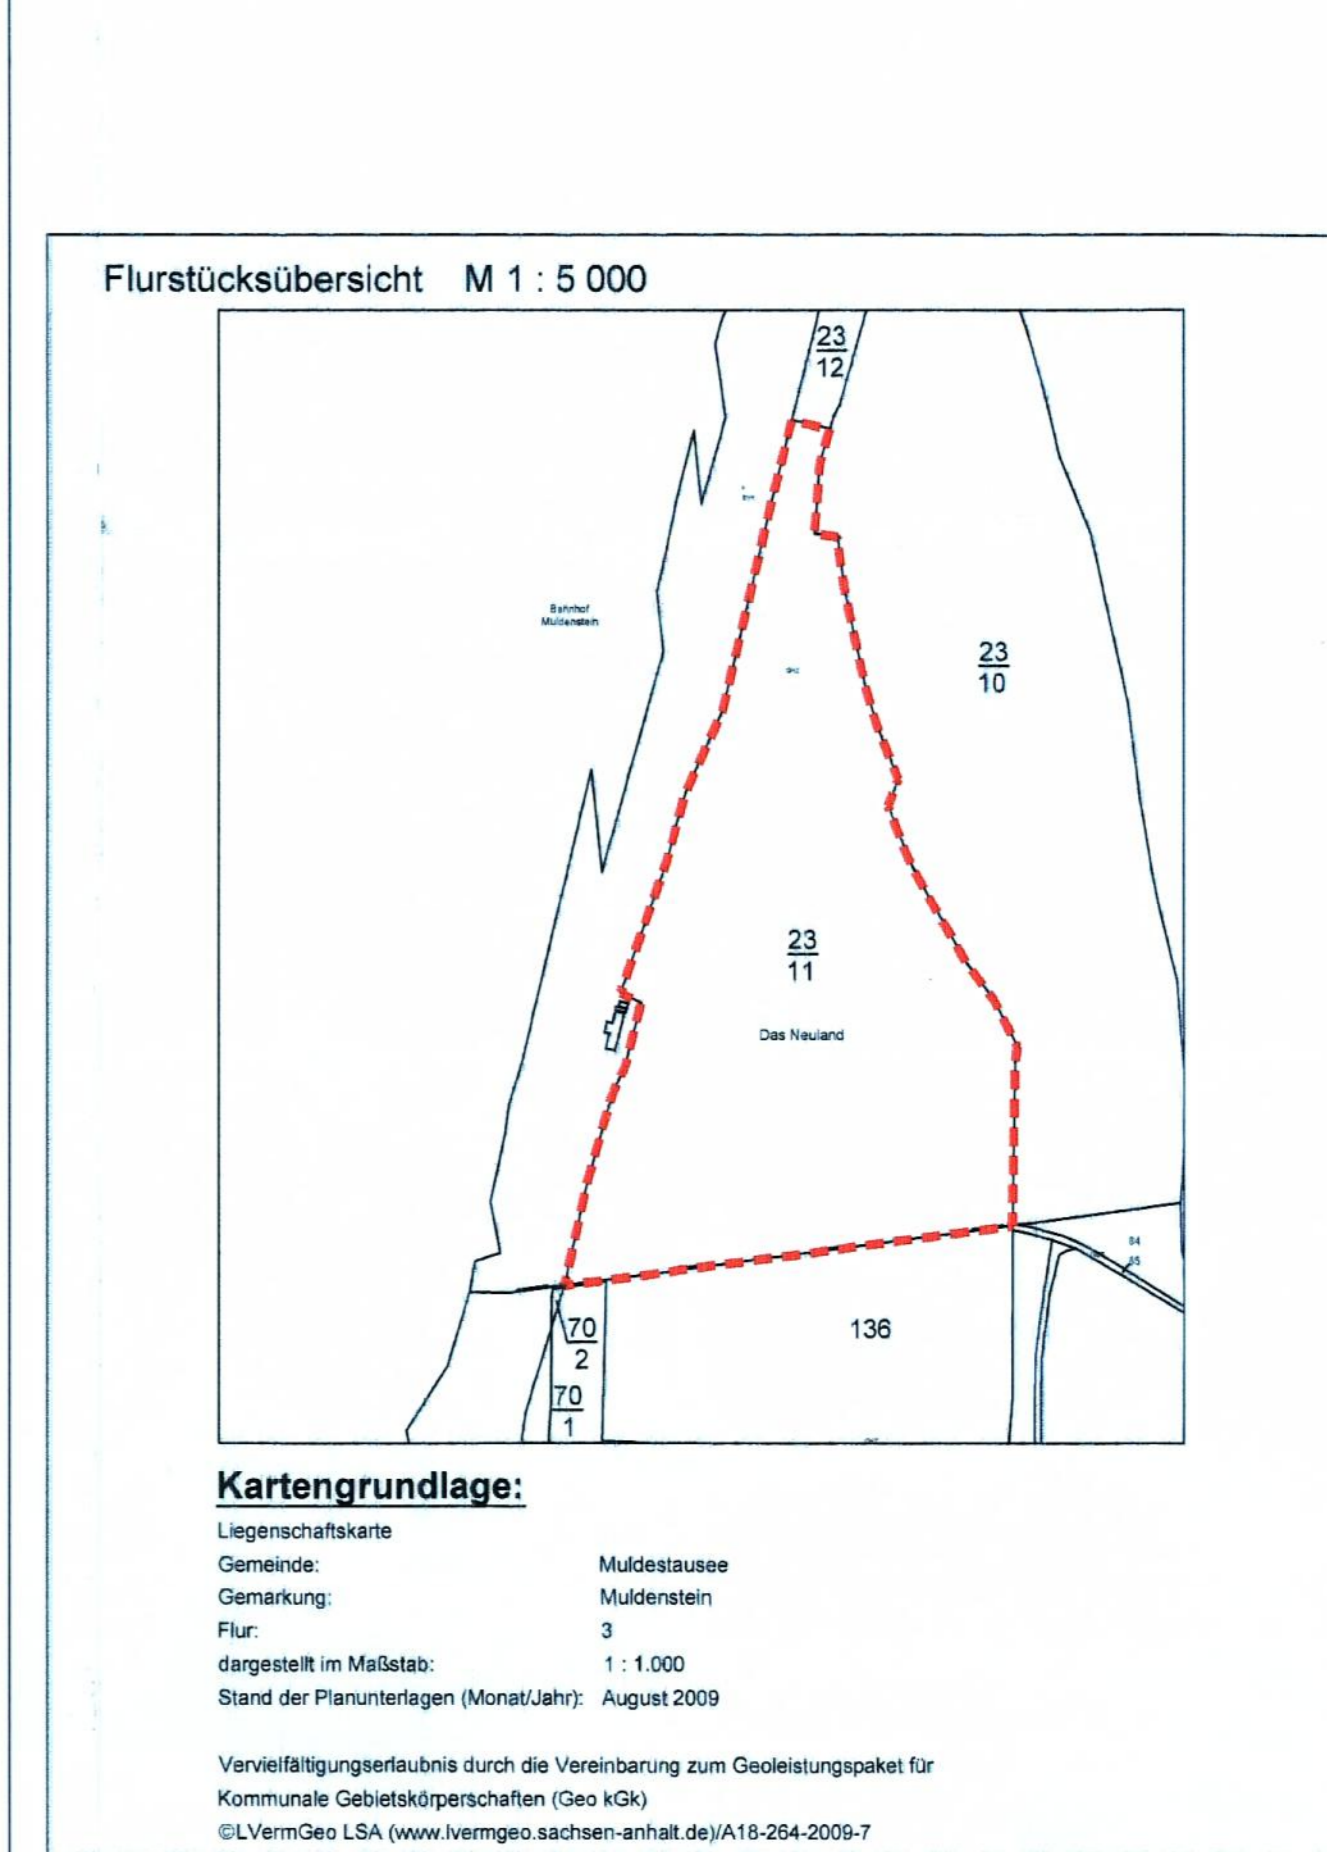 Flurstücksübersicht M 1 : 5 000
23
12
Bahnhof
Muldenstein
23
10
23
11
Das Neuland
84
85
70
2
136
70
1
Kartengrundlage:
Liegenschaftskarte
Gemeinde: Muldestausee
Gemarkung: Muldenstein
Flur: 3
dargestellt im Maßstab: 1 : 1.000
Stand der Planunterlagen (Monat/Jahr): August 2009
Vervielfältigungserlaubnis durch die Vereinbarung zum Geoleistungspaket für
Kommunale Gebietskörperschaften (Geo kGk)
©LVermGeo LSA (www.lvermgeo.sachsen-anhalt.de)/A18-264-2009-7